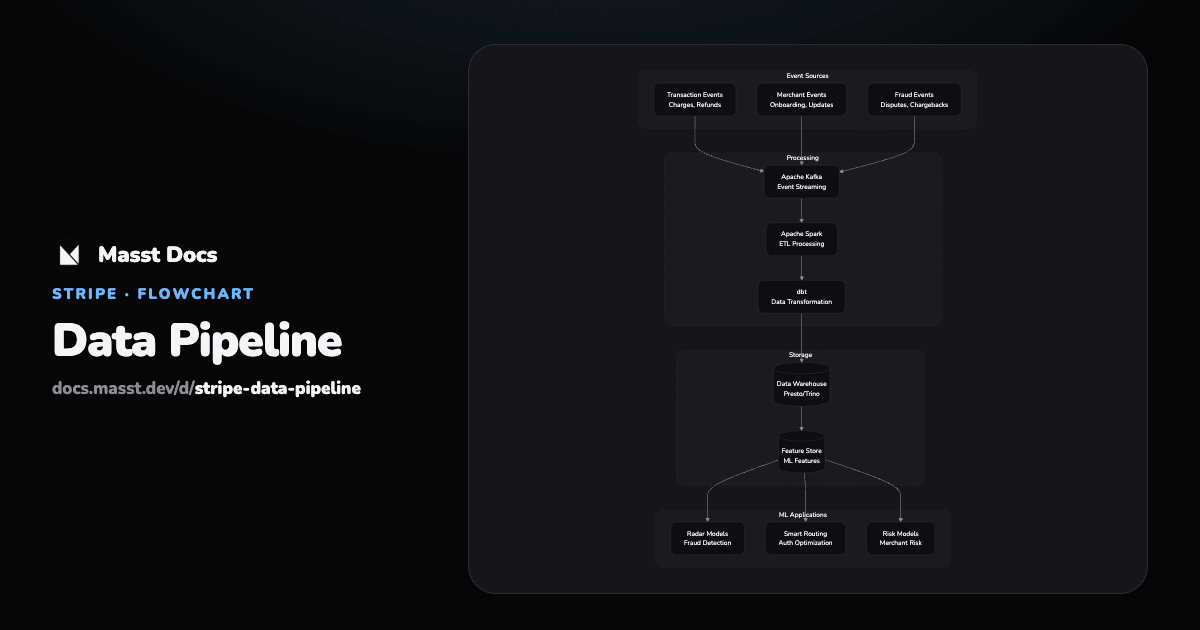 Masst Docs
STRIPE · FLOWCHART
Data Pipeline
docs.masst.dev/d/stripe-data-pipeline
Event Sources
Transaction Events
Charges, Refunds
Merchant Events
Onboarding, Updates
Fraud Events
Disputes, Chargebacks
Processing
Apache Kafka
Event Streaming
Apache Spark
ETL Processing
dbt
Data Transformation
Storage
Data Warehouse
Presto/Trino
Feature Store
ML Features
ML Applications
Radar Models
Fraud Detection
Smart Routing
Auth Optimization
Risk Models
Merchant Risk